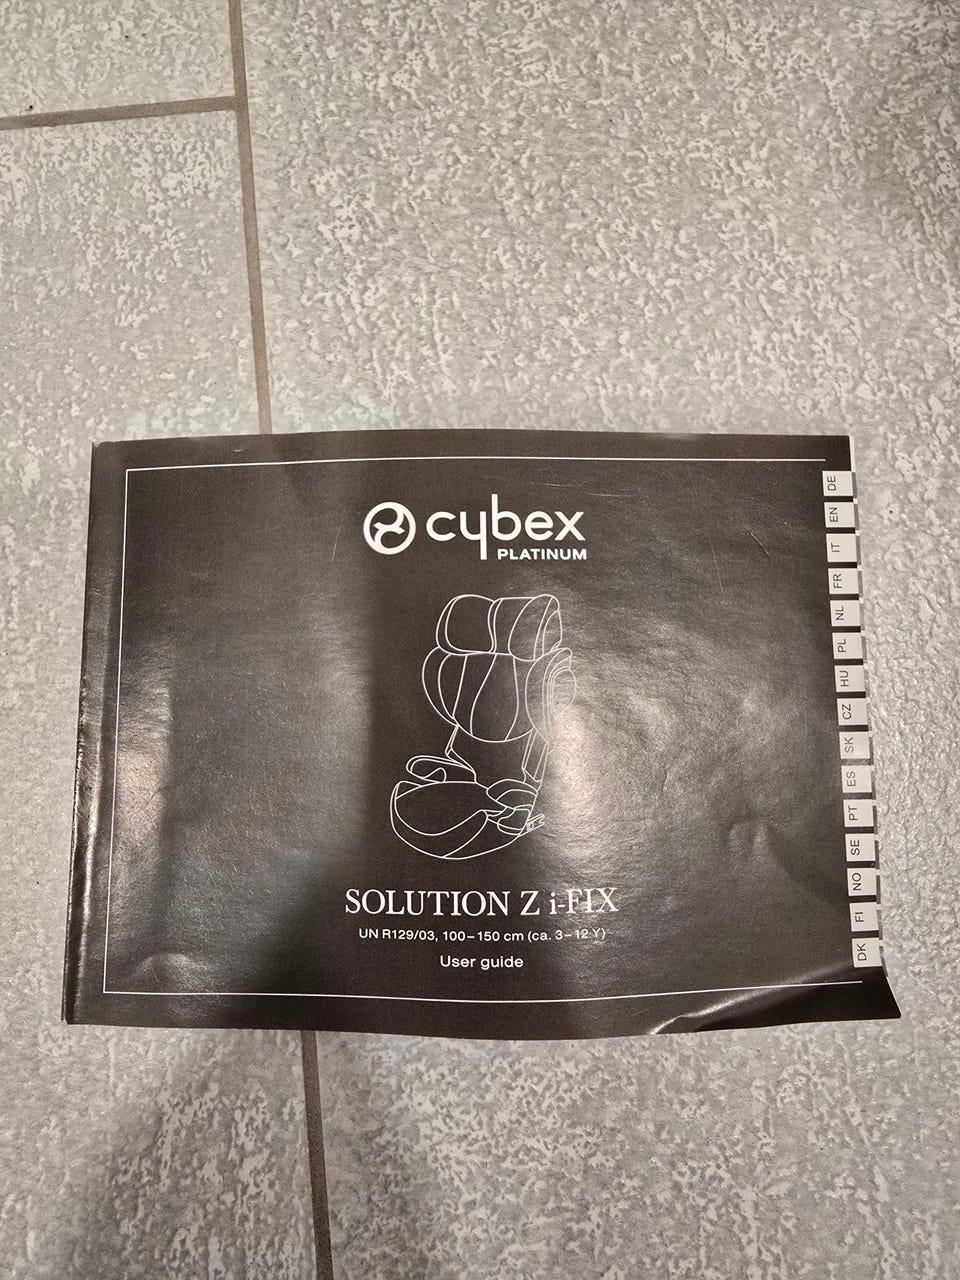 cybex
PLATINUM
SOLUTION Z i-FIX
UN R129/03, 100–150 cm (ca. 3–12 Y)
User guide
DE
EN
IT
FR
NL
PL
HU
CZ
SK
ES
PT
SE
NO
FI
DK